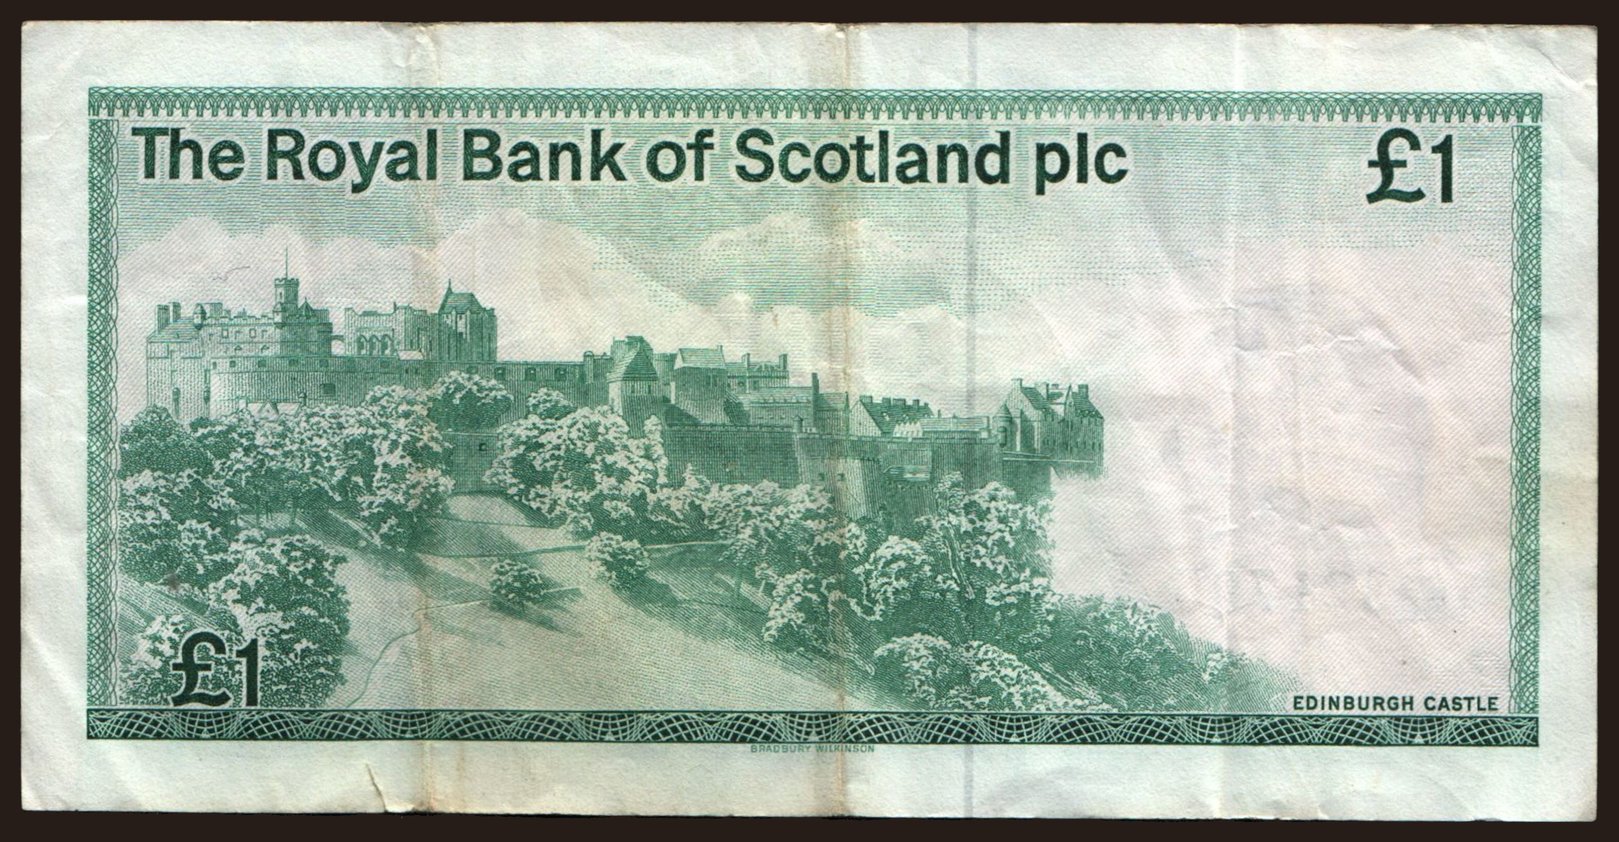 The Royal Bank of Scotland plc £1
£1
EDINBURGH CASTLE
BRADBURY WILKINSON